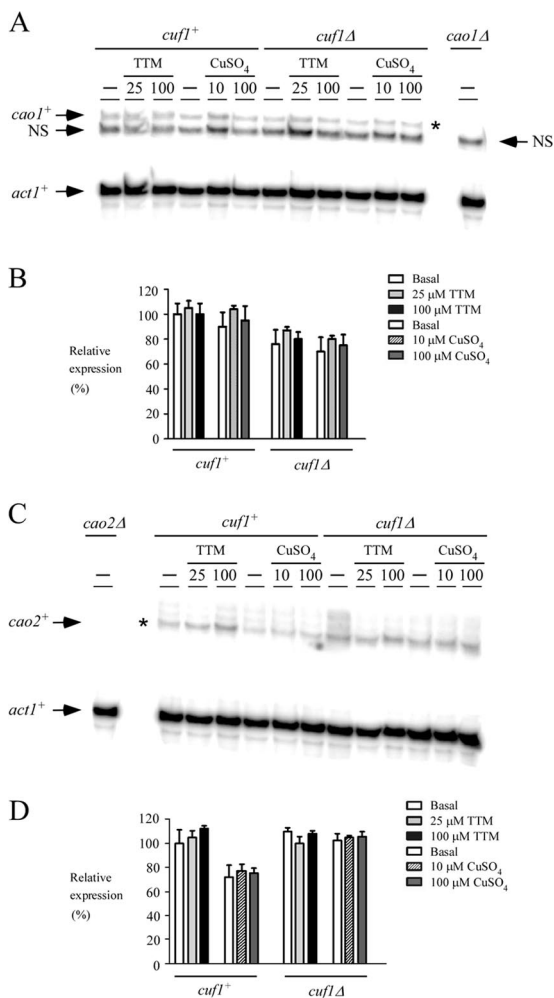 A
cuf1+ cuf1Δ cao1Δ
TTM CuSO4 TTM CuSO4
— 25 100 — 10 100 — 25 100 — 10 100 —
cao1+
*
NS
NS
act1+
B
120
100
80
60
40
20
0
Relative
expression
(%)
cuf1+ cuf1Δ
Basal
25 µM TTM
100 µM TTM
Basal
10 µM CuSO4
100 µM CuSO4
C
cao2Δ cuf1+ cuf1Δ
TTM CuSO4 TTM CuSO4
— — 25 100 — 10 100 — 25 100 — 10 100
cao2+ *
act1+
D
120
100
80
60
40
20
0
Relative
expression
(%)
cuf1+ cuf1Δ
Basal
25 µM TTM
100 µM TTM
Basal
10 µM CuSO4
100 µM CuSO4